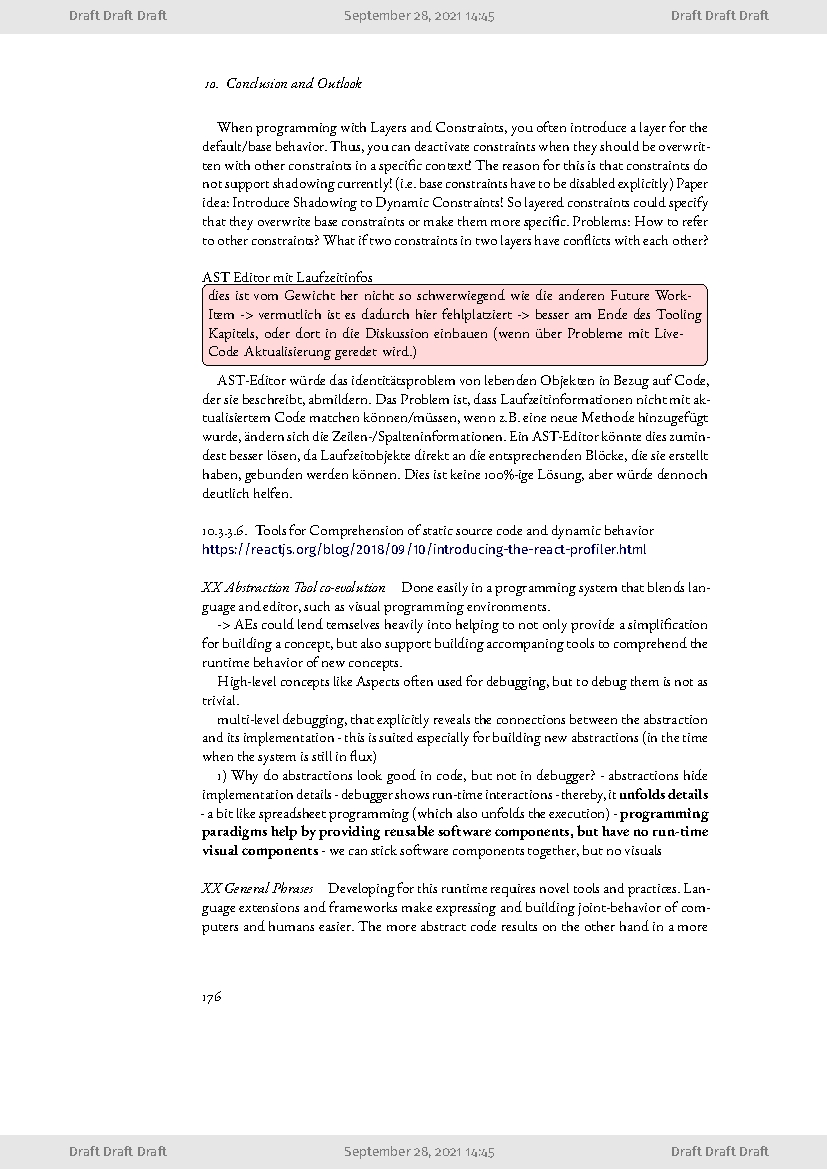 Draft Draft Draft September 28, 2021 14:45 Draft Draft Draft
10. Conclusion and Outlook
When programming with Layers and Constraints, you often introduce a layer for the
default/base behavior. Thus, you can deactivate constraints when they should be overwrit-
ten with other constraints in a specific context! The reason for this is that constraints do
not support shadowing currently! (i.e. base constraints have to be disabled explicitly) Paper
idea: Introduce Shadowing to Dynamic Constraints! So layered constraints could specify
that they overwrite base constraints or make them more specific. Problems: How to refer
to other constraints? What if two constraints in two layers have conflicts with each other?
AST Editor mit Laufzeitinfos
dies ist vom Gewicht her nicht so schwerwiegend wie die anderen Future Work-
Item -> vermutlich ist es dadurch hier fehlplatziert -> besser am Ende des Tooling
Kapitels, oder dort in die Diskussion einbauen (wenn über Probleme mit Live-
Code Aktualisierung geredet wird.)
AST-Editor würde das identitätsproblem von lebenden Objekten in Bezug auf Code,
der sie beschreibt, abmildern. Das Problem ist, dass Laufzeitinformationen nicht mit ak-
tualisiertem Code matchen können/müssen, wenn z.B. eine neue Methode hinzugefügt
wurde, ändern sich die Zeilen-/Spalteninformationen. Ein AST-Editor könnte dies zumin-
dest besser lösen, da Laufzeitobjekte direkt an die entsprechenden Blöcke, die sie erstellt
haben, gebunden werden können. Dies ist keine 100%-ige Lösung, aber würde dennoch
deutlich helfen.
10.3.3.6. Tools for Comprehension of static source code and dynamic behavior
https://reactjs.org/blog/2018/09/10/introducing-the-react-profiler.html
XX Abstraction Tool co-evolution Done easily in a programming system that blends lan-
guage and editor, such as visual programming environments.
-> AEs could lend temselves heavily into helping to not only provide a simplification
for building a concept, but also support building accompaning tools to comprehend the
runtime behavior of new concepts.
High-level concepts like Aspects often used for debugging, but to debug them is not as
trivial.
multi-level debugging, that explicitly reveals the connections between the abstraction
and its implementation - this is suited especially for building new abstractions (in the time
when the system is still in flux)
1) Why do abstractions look good in code, but not in debugger? - abstractions hide
implementation details - debugger shows run-time interactions - thereby, it unfolds details
- a bit like spreadsheet programming (which also unfolds the execution) - programming
paradigms help by providing reusable software components, but have no run-time
visual components - we can stick software components together, but no visuals
XX General Phrases Developing for this runtime requires novel tools and practices. Lan-
guage extensions and frameworks make expressing and building joint-behavior of com-
puters and humans easier. The more abstract code results on the other hand in a more
176
Draft Draft Draft September 28, 2021 14:45 Draft Draft Draft